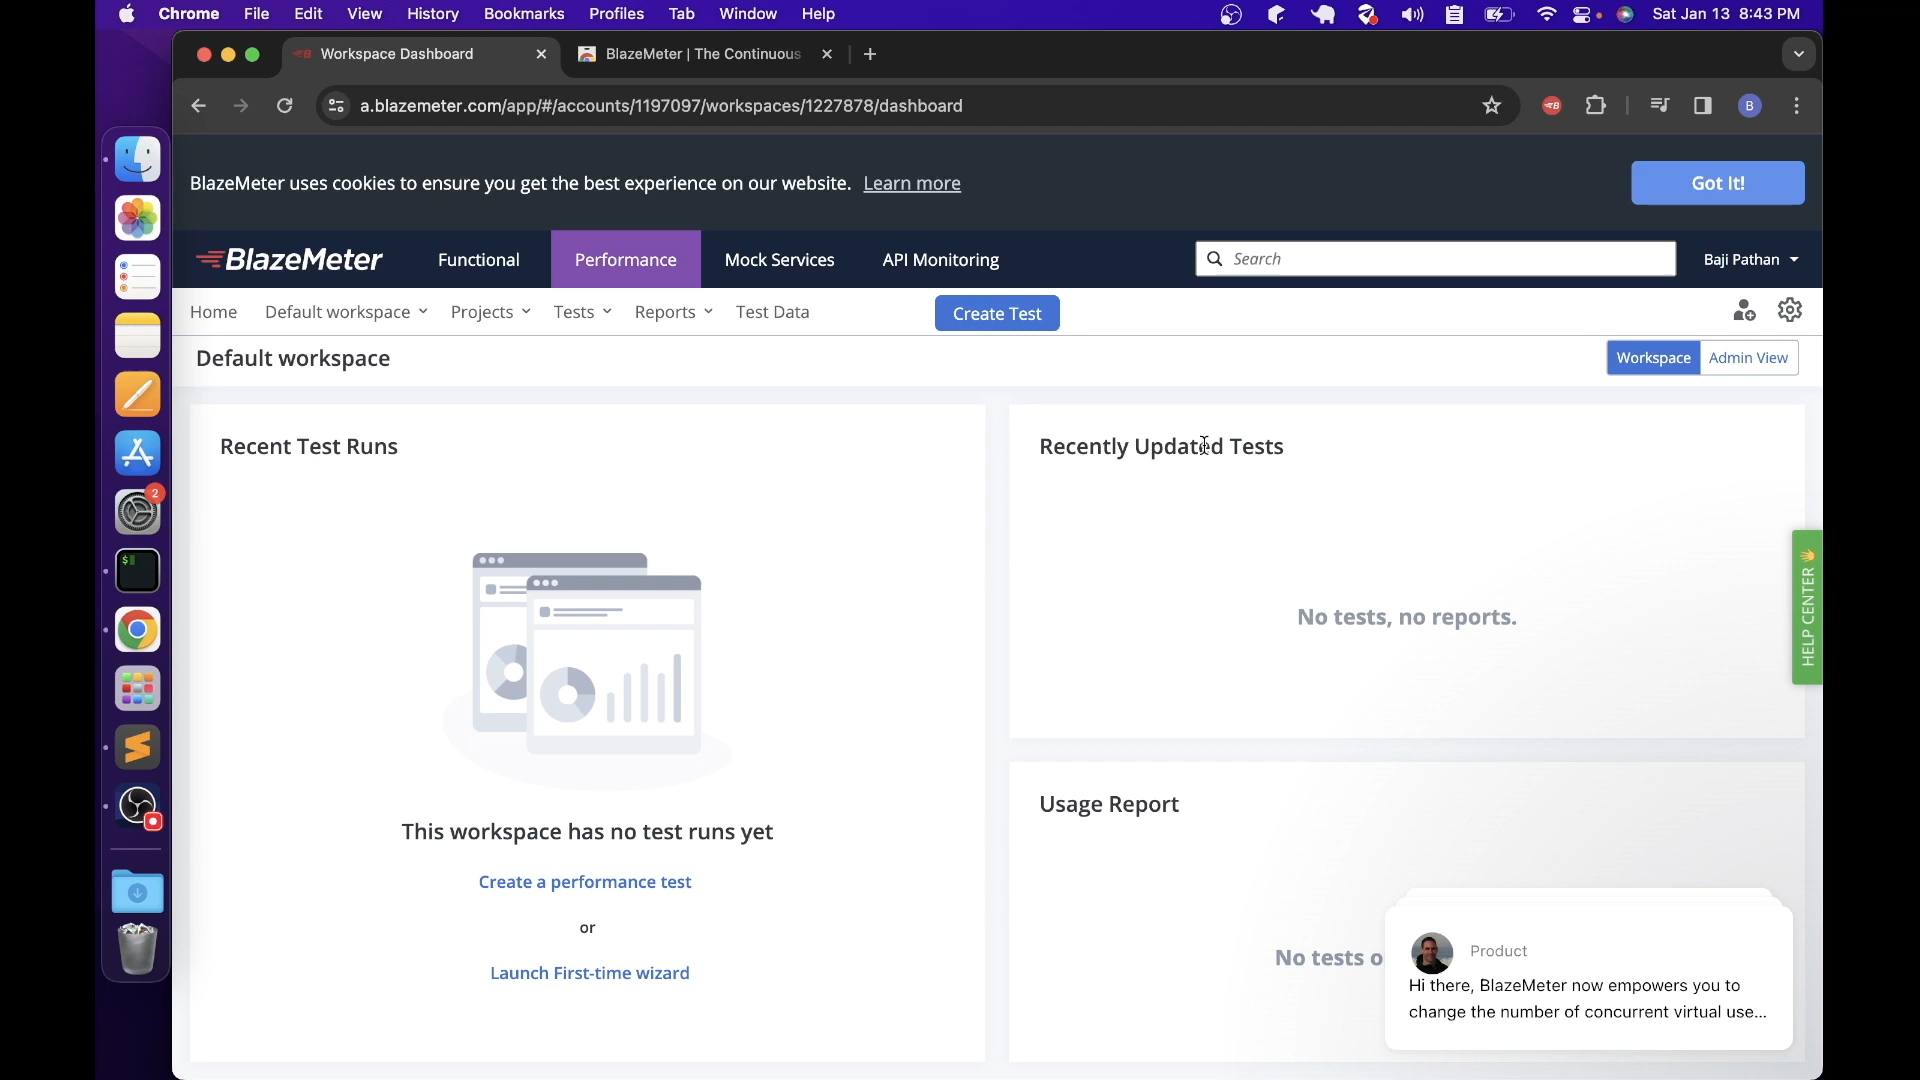 Chrome File Edit View History Bookmarks Profiles Tab Window Help Sat Jan 13 8:43 PM
Workspace Dashboard
BlazeMeter | The Continuous
a.blazemeter.com/app/#/accounts/1197097/workspaces/1227878/dashboard
B
BlazeMeter uses cookies to ensure you get the best experience on our website. Learn more
Got It!
BlazeMeter
Functional
Performance
Mock Services
API Monitoring
Search
Baji Pathan
Home
Default workspace
Projects
Tests
Reports
Test Data
Create Test
Default workspace
Workspace
Admin View
2
Recent Test Runs
Recently Updated Tests
No tests, no reports.
HELP CENTER 👋
This workspace has no test runs yet
Create a performance test
or
Launch First-time wizard
Usage Report
No tests o
Product
Hi there, BlazeMeter now empowers you to
change the number of concurrent virtual use...